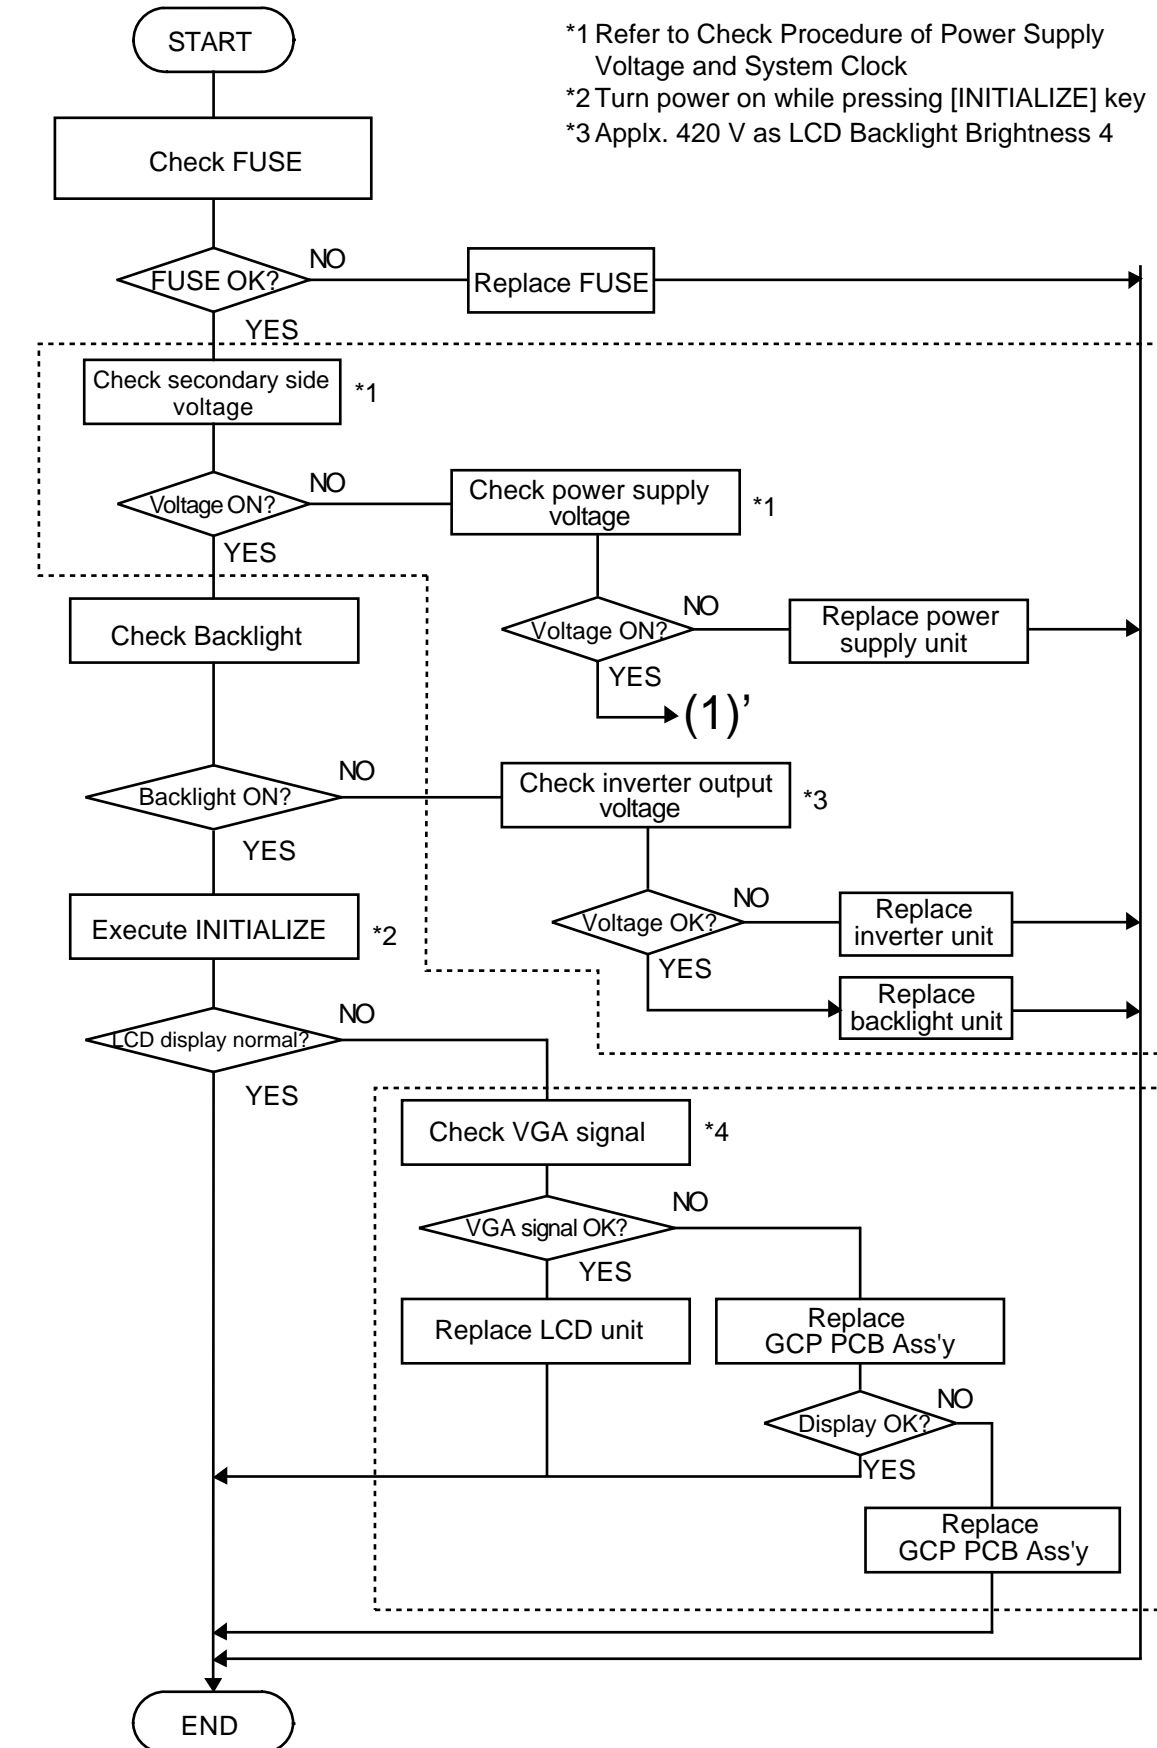 START
*1 Refer to Check Procedure of Power Supply
Voltage and System Clock
*2 Turn power on while pressing [INITIALIZE] key
*3 Applx. 420 V as LCD Backlight Brightness 4
Check FUSE
FUSE OK?
NO
Replace FUSE
YES
Check secondary side
voltage
*1
Voltage ON?
NO
Check power supply
voltage
*1
YES
Check Backlight
Voltage ON?
NO
Replace power
supply unit
YES
(1)’
Backlight ON?
NO
Check inverter output
voltage
*3
YES
Execute INITIALIZE
*2
Voltage OK?
NO
Replace
inverter unit
YES
Replace
backlight unit
LCD display normal?
NO
YES
Check VGA signal
*4
VGA signal OK?
NO
YES
Replace LCD unit
Replace
GCP PCB Ass'y
Display OK?
NO
YES
Replace
GCP PCB Ass'y
END